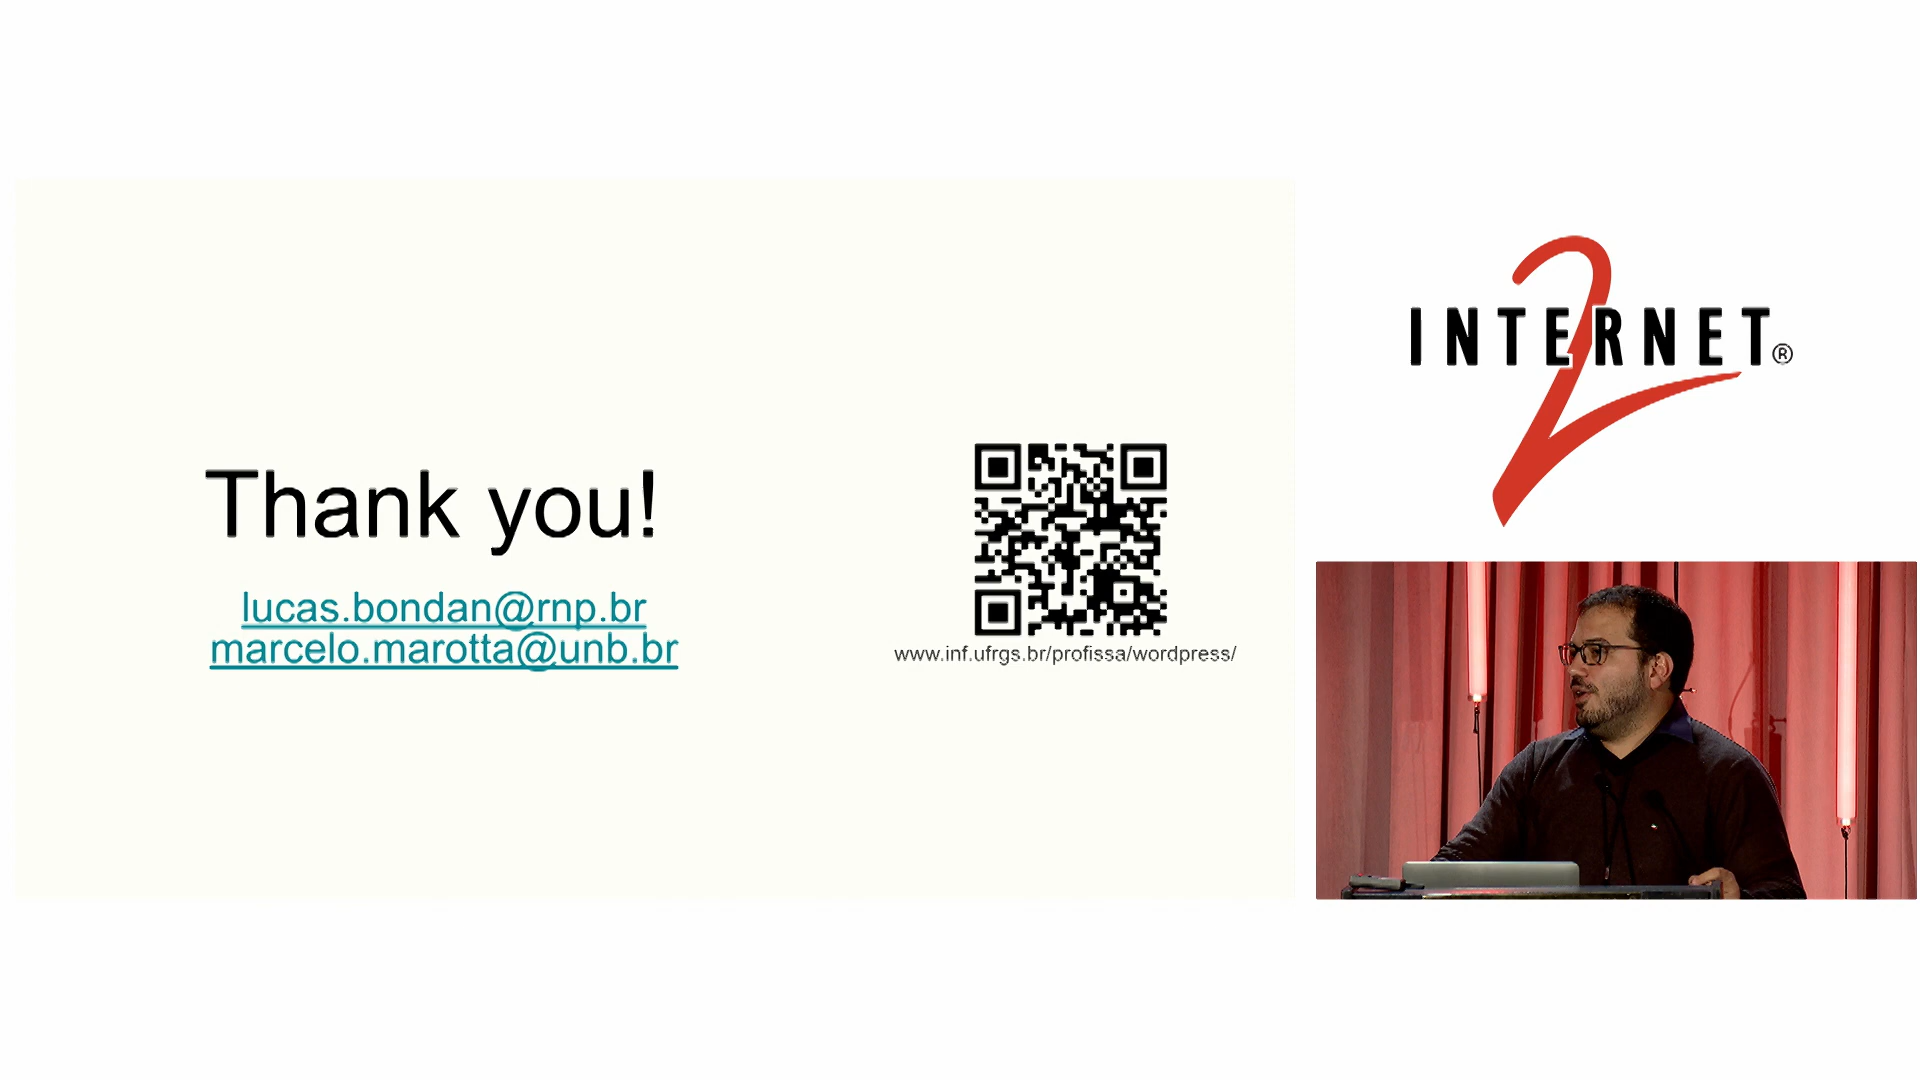 Thank you!
lucas.bondan@rnp.br
marcelo.marotta@unb.br
www.inf.ufrgs.br/profissa/wordpress/
INTERNET®
2